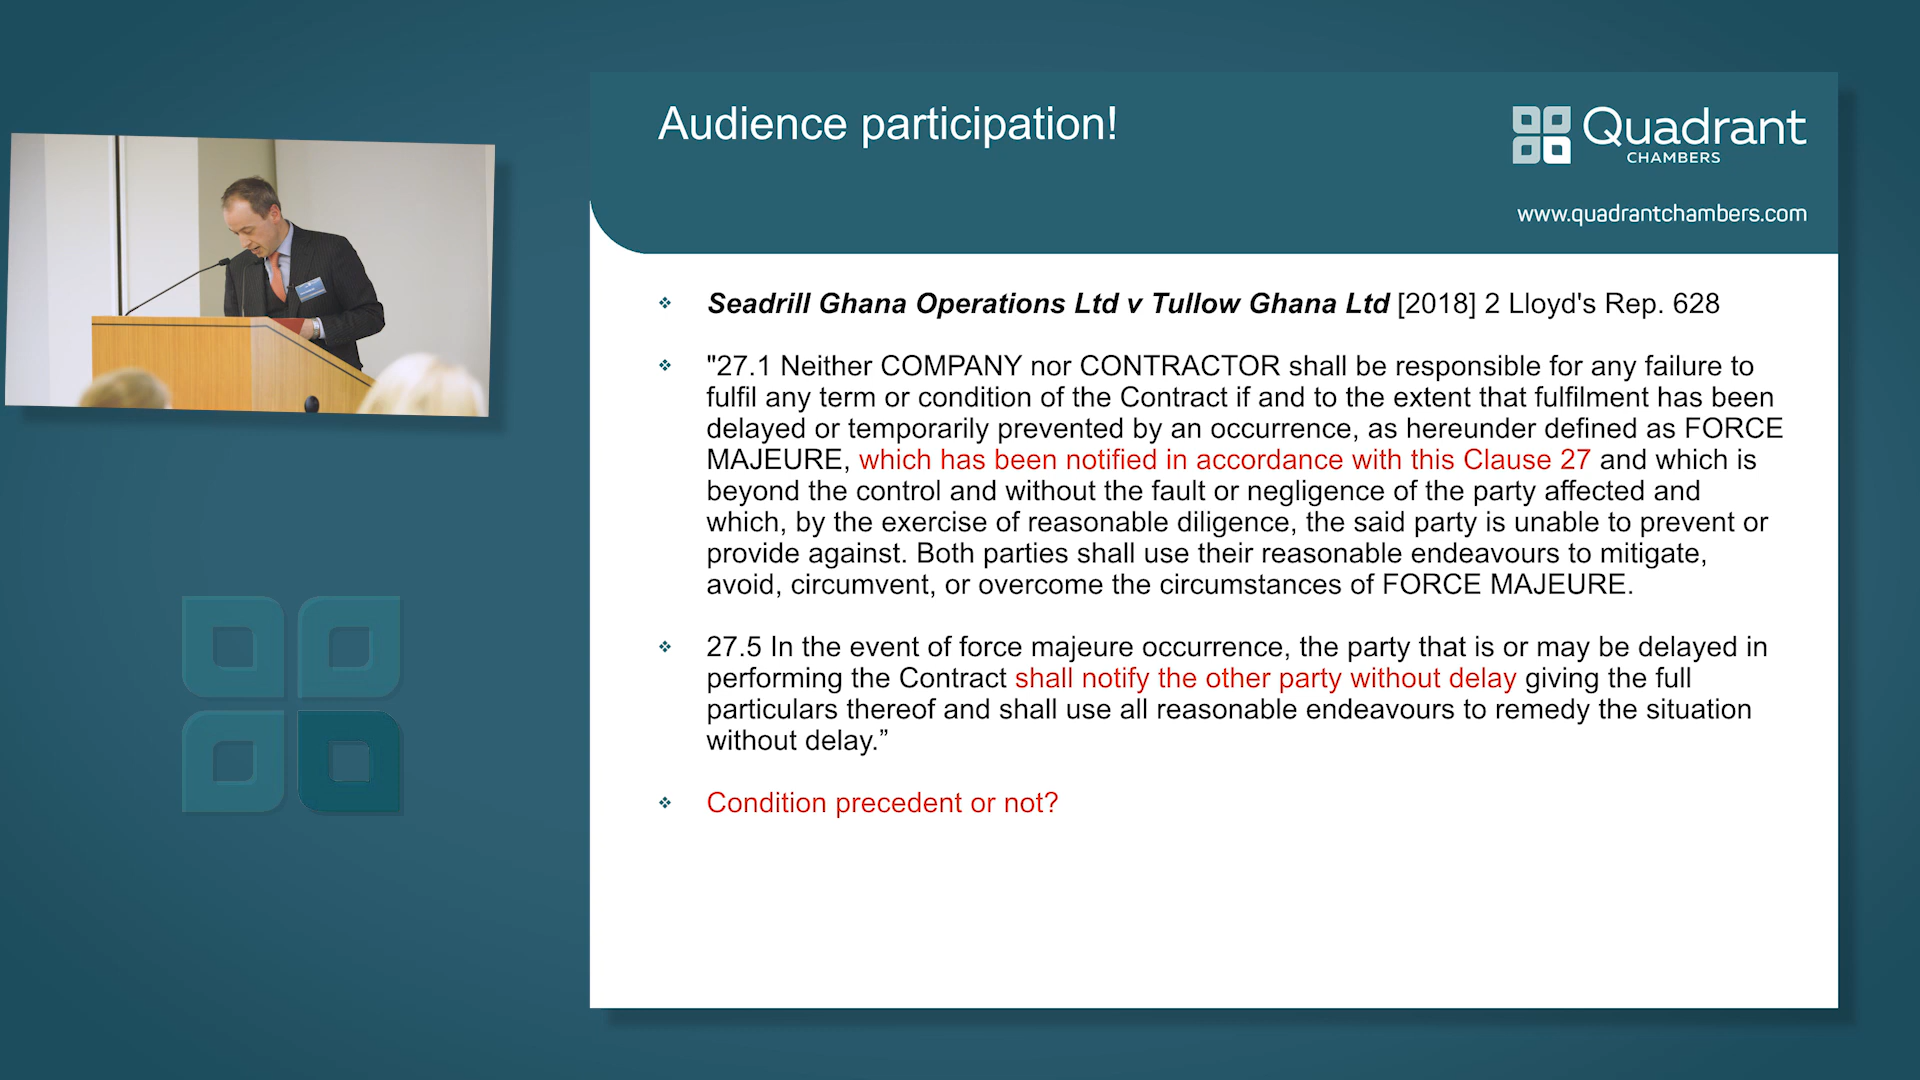 Audience participation!
Quadrant
CHAMBERS
www.quadrantchambers.com
Seadrill Ghana Operations Ltd v Tullow Ghana Ltd [2018] 2 Lloyd's Rep. 628
"27.1 Neither COMPANY nor CONTRACTOR shall be responsible for any failure to
fulfil any term or condition of the Contract if and to the extent that fulfilment has been
delayed or temporarily prevented by an occurrence, as hereunder defined as FORCE
MAJEURE, which has been notified in accordance with this Clause 27 and which is
beyond the control and without the fault or negligence of the party affected and
which, by the exercise of reasonable diligence, the said party is unable to prevent or
provide against. Both parties shall use their reasonable endeavours to mitigate,
avoid, circumvent, or overcome the circumstances of FORCE MAJEURE.
27.5 In the event of force majeure occurrence, the party that is or may be delayed in
performing the Contract shall notify the other party without delay giving the full
particulars thereof and shall use all reasonable endeavours to remedy the situation
without delay.”
Condition precedent or not?